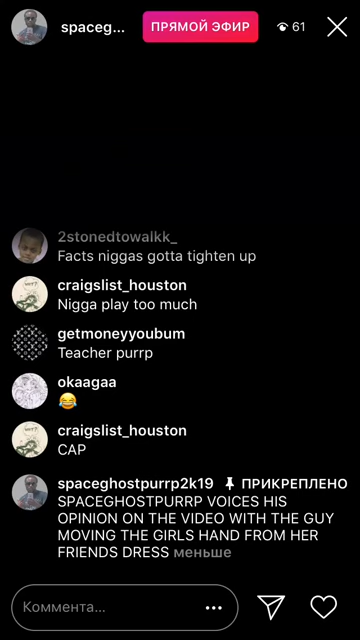 spaceg...
ПРЯМОЙ ЭФИР
61
2stonedtowalkk_
Facts niggas gotta tighten up
craigslist_houston
Nigga play too much
getmoneyyoubum
Teacher purrp
okaagaa
😂
craigslist_houston
CAP
spaceghostpurrp2k19 📌 ПРИКРЕПЛЕНО
SPACEGHOSTPURRP VOICES HIS
OPINION ON THE VIDEO WITH THE GUY
MOVING THE GIRLS HAND FROM HER
FRIENDS DRESS меньше
Коммента...